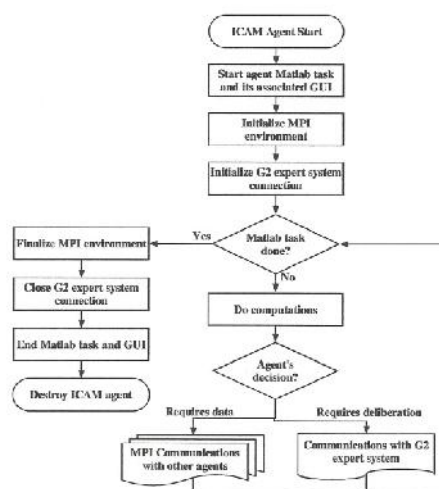 ICAM Agent Start
Start agent Matlab task
and its associated GUI
Initialize MPI
environment
Initialize G2 expert system
connection
Matlab task
done?
Yes
No
Finalize MPI environment
Close G2 expert system
connection
End Matlab task and GUI
Destroy ICAM agent
Do computations
Agent's
decision?
Requires data
Requires deliberation
MPI Communications
with other agents
Communications with G2
expert system